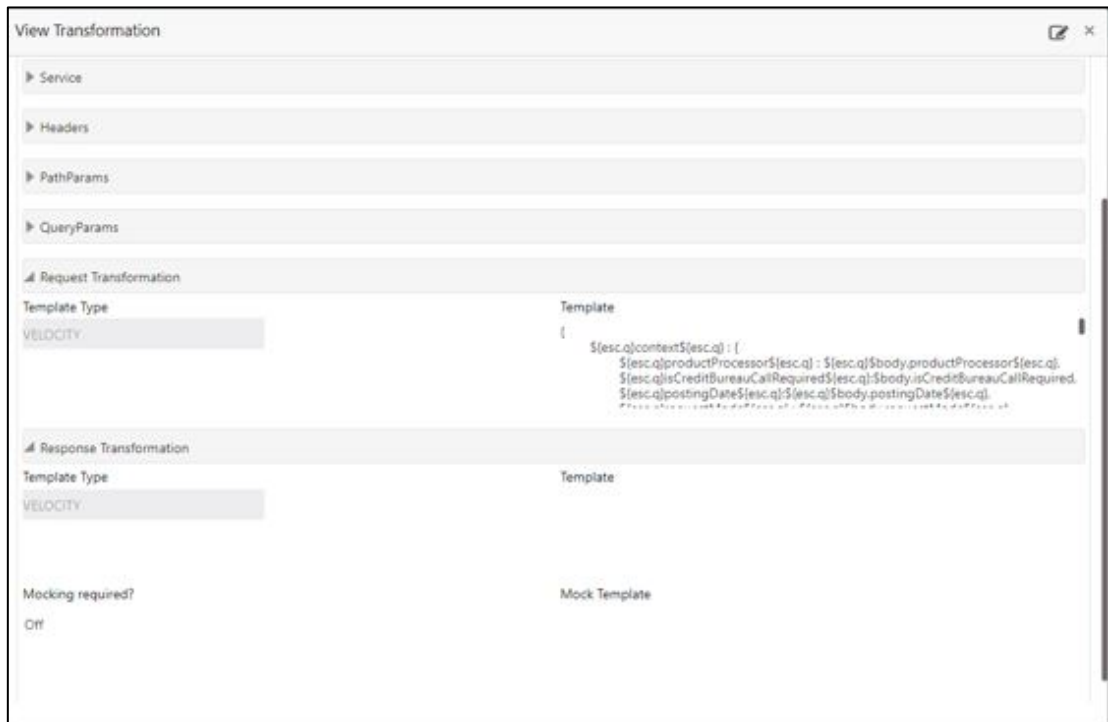 View Transformation
Service
Headers
PathParams
QueryParams
Request Transformation
Template Type
Template
VELOCITY
{
${esc.q}context${esc.q} : {
${esc.q}productProcessor${esc.q} : ${esc.q}$body.productProcessor${esc.q},
${esc.q}isCreditBureauCallRequired${esc.q}:$body.isCreditBureauCallRequired,
${esc.q}postingDate${esc.q}:${esc.q}$body.postingDate${esc.q},
Response Transformation
Template Type
Template
VELOCITY
Mocking required?
Mock Template
Off